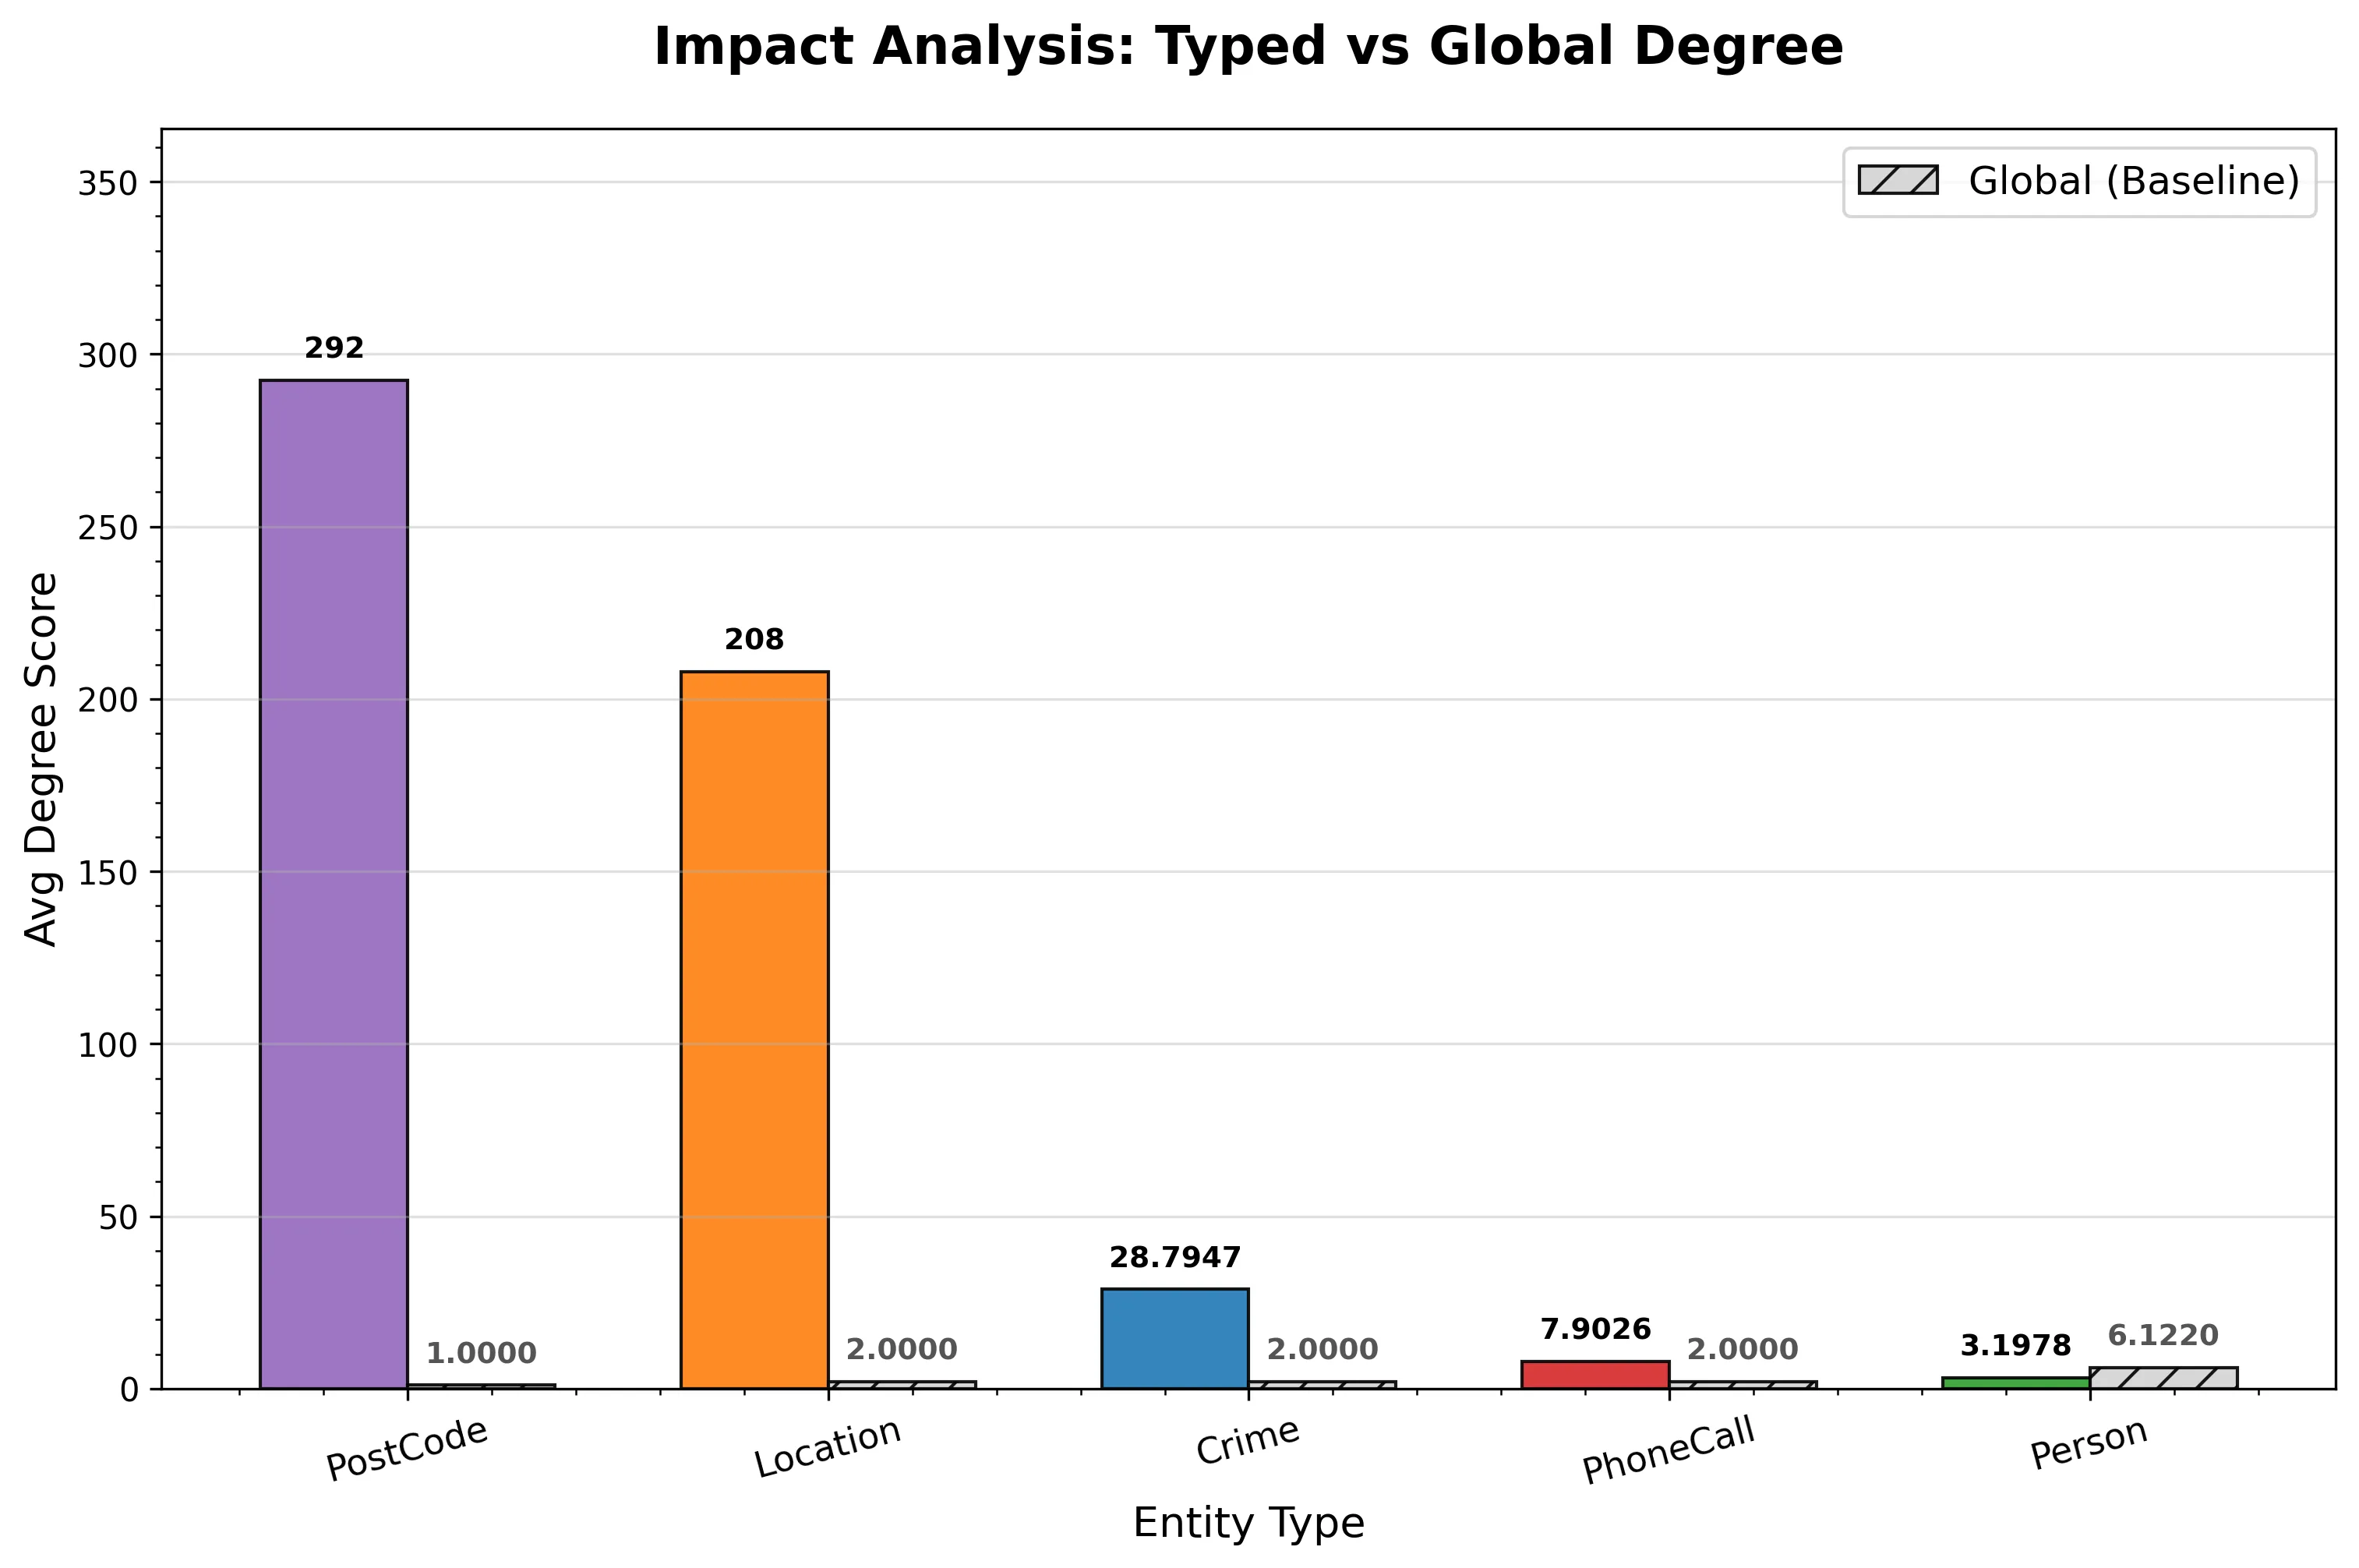 Impact Analysis: Typed vs Global Degree
Global (Baseline)
Avg Degree Score
350
300
250
200
150
100
50
0
292
1.0000
208
2.0000
28.7947
2.0000
7.9026
2.0000
3.1978
6.1220
PostCode
Location
Crime
PhoneCall
Person
Entity Type